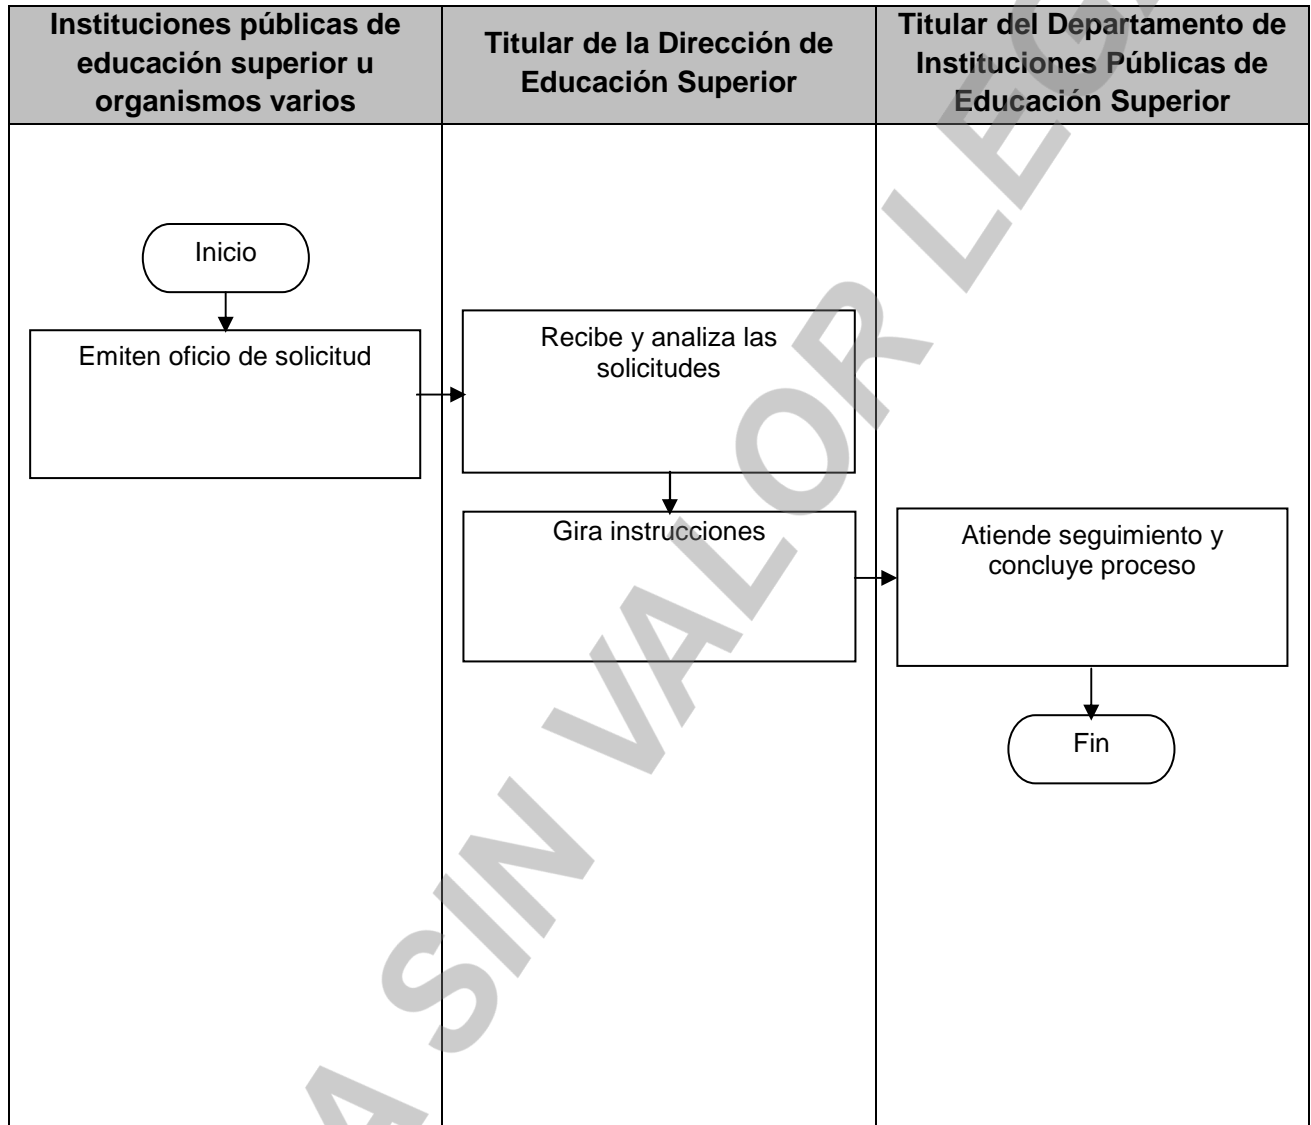 Instituciones públicas de
educación superior u
organismos varios
Titular de la Dirección de
Educación Superior
Titular del Departamento de
Instituciones Públicas de
Educación Superior
Inicio
Emiten oficio de solicitud
Recibe y analiza las
solicitudes
Gira instrucciones
Atiende seguimiento y
concluye proceso
Fin
A SIN VALOR LEG